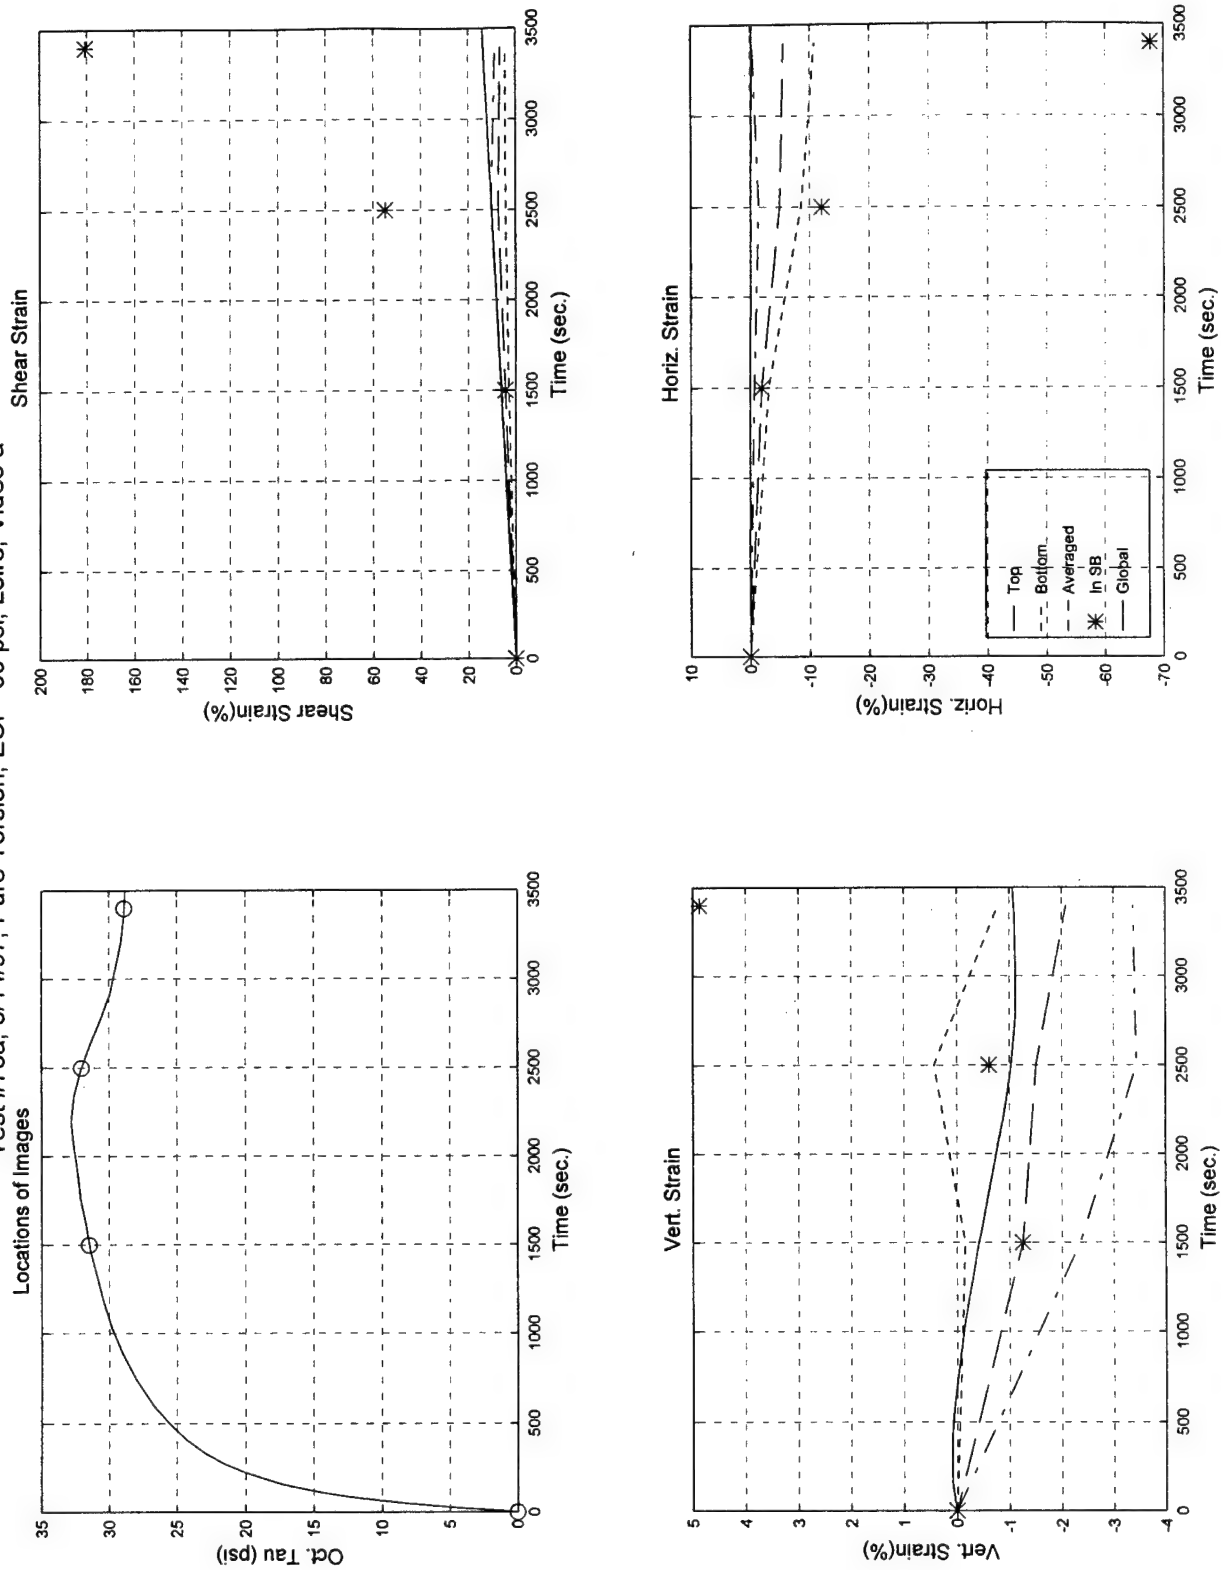 Locations of Images
Oct. Tau (psi)
35
30
25
20
15
10
5
0
0 500 1000 1500 2000 2500 3000 3500
Time (sec.)
Shear Strain
Shear Strain(%)
200
180
160
140
120
100
80
60
40
20
0
0 500 1000 1500 2000 2500 3000 3500
Time (sec.)
Vert. Strain
Vert. Strain(%)
5
4
3
2
1
0
-1
-2
-3
-4
0 500 1000 1500 2000 2500 3000 3500
Time (sec.)
Horiz. Strain
Horiz. Strain(%)
10
0
-10
-20
-30
-40
-50
-60
-70
0 500 1000 1500 2000 2500 3000 3500
Time (sec.)
Top
Bottom
Averaged
In SB
Global